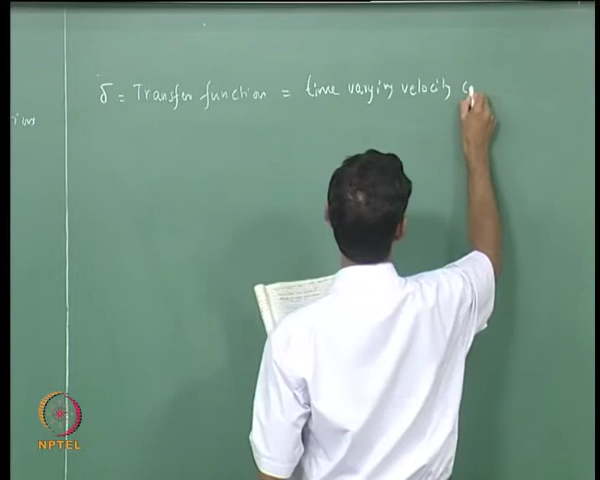 δ = Transfer function = time varying velocity c
NPTEL